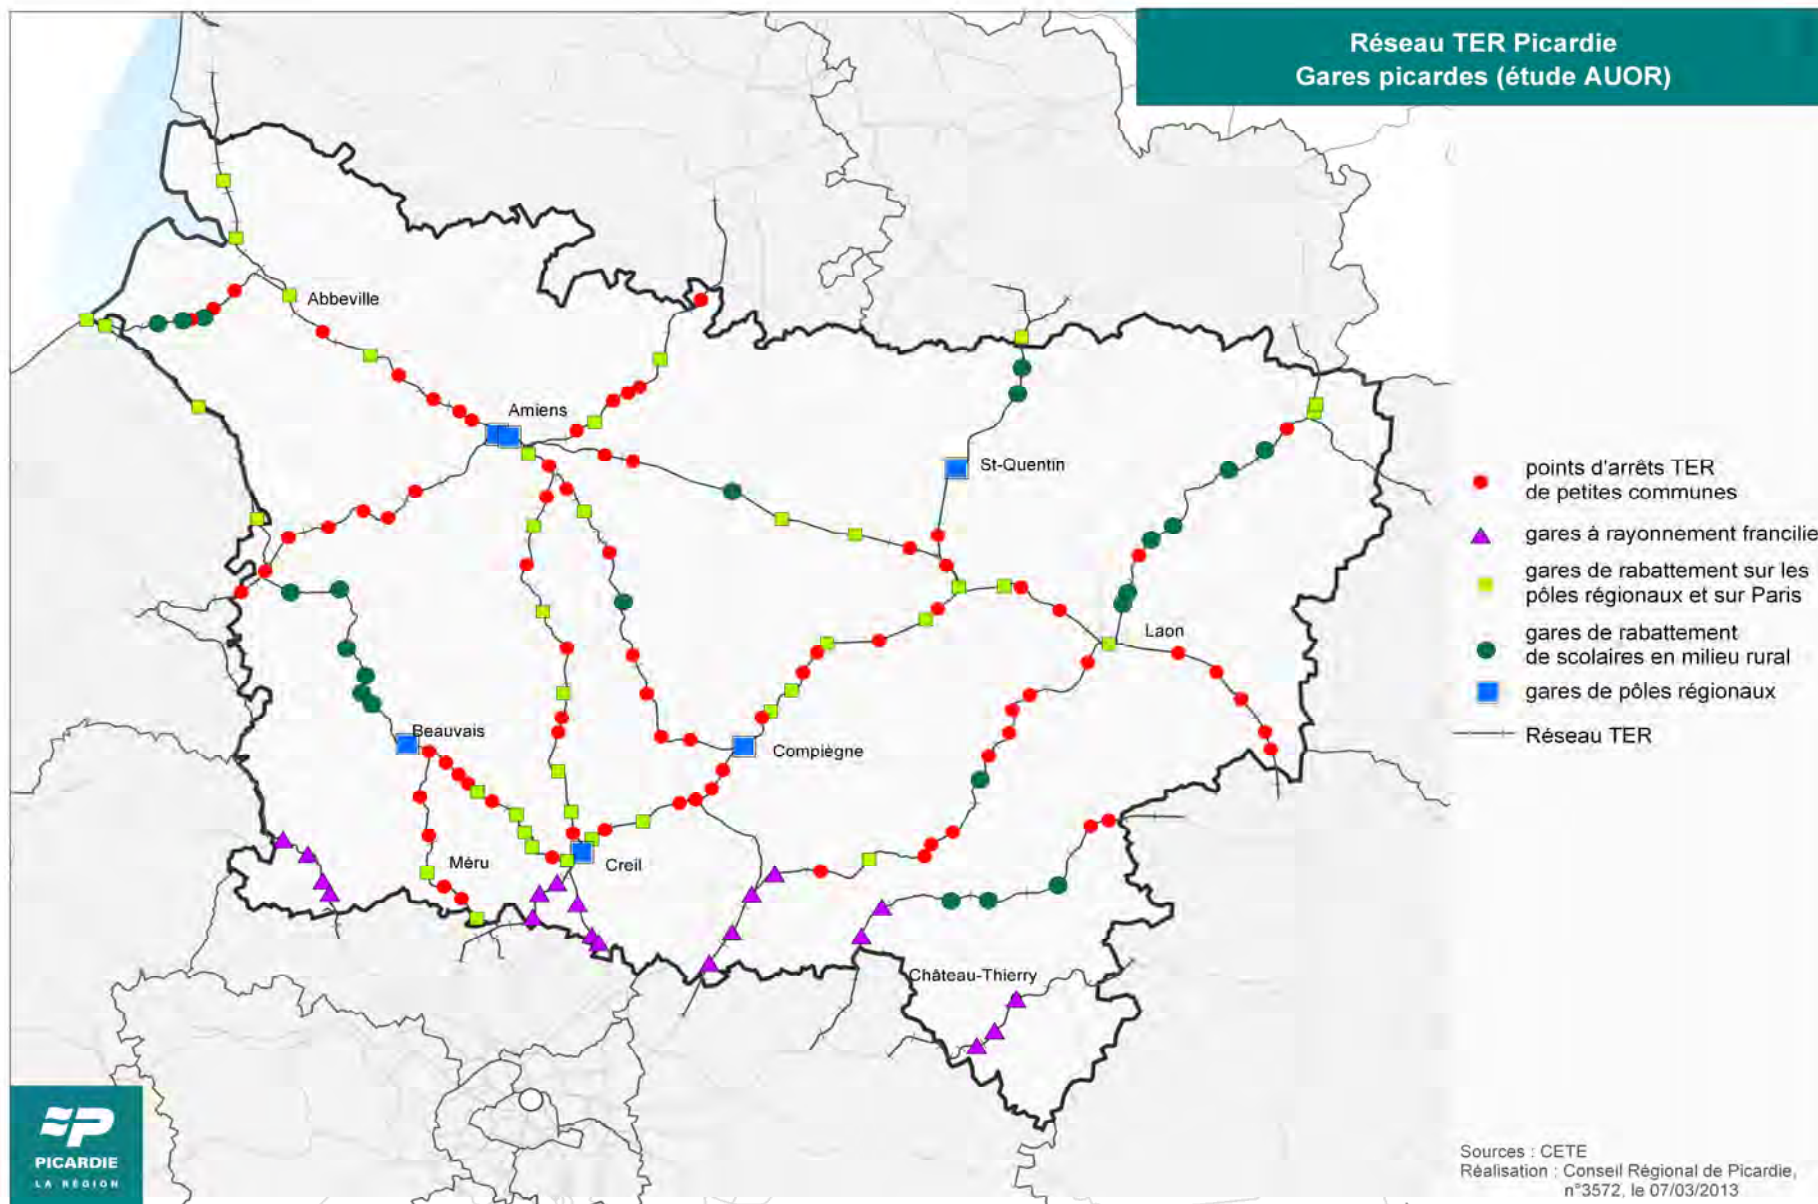 Réseau TER Picardie
Gares picardes (étude AUOR)
Abbeville
Amiens
St-Quentin
Laon
Beauvais
Compiègne
Méru
Creil
Château-Thierry
points d'arrêts TER
de petites communes
gares à rayonnement francilie
gares de rabattement sur les
pôles régionaux et sur Paris
gares de rabattement
de scolaires en milieu rural
gares de pôles régionaux
Réseau TER
PICARDIE
LA RÉGION
Sources : CETE
Réalisation : Conseil Régional de Picardie,
n°3572, le 07/03/2013